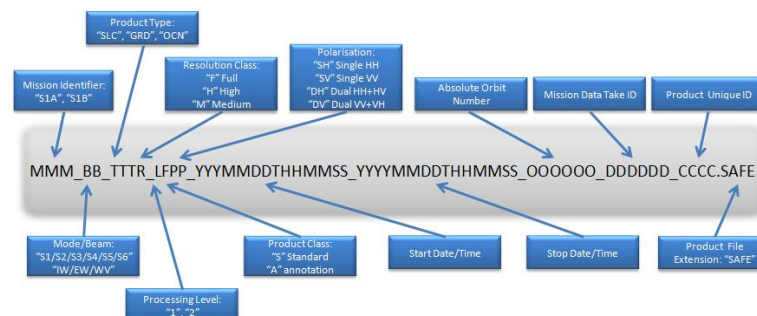 Product Type:
"SLC", "GRD", "OCN"
Resolution Class:
"F" Full
"H" High
"M" Medium
Polarisation:
"SH" Single HH
"SV" Single VV
"DH" Dual HH+HV
"DV" Dual VV+VH
Mission Identifier:
"S1A", "S1B"
Absolute Orbit
Number
Mission Data Take ID
Product Unique ID
MMM_BB_TTTR_LFPP_YYYMMDDTHHMMSS_YYYYMMDDTHHMMSS_OOOOOO_DDDDDD_CCCC.SAFE
Mode/Beam:
"S1/S2/S3/S4/S5/S6"
"IW/EW/WV"
Product Class:
"S" Standard
"A" annotation
Start Date/Time
Stop Date/Time
Product File
Extension: "SAFE"
Processing Level:
"1", "2"